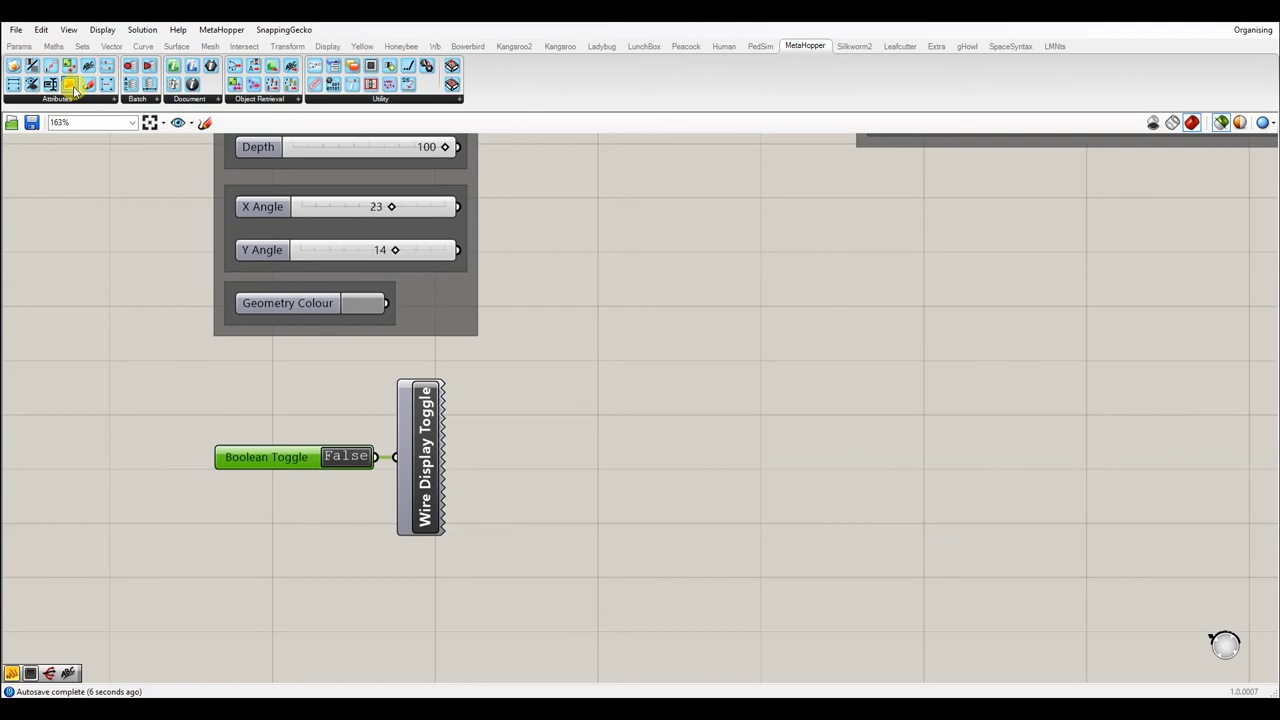 File Edit View Display Solution Help MetaHopper SnappingGecko Organising
Params Maths Sets Vector Curve Surface Mesh Intersect Transform Display Yellow Honeybee Wb Bowerbird Kangaroo2 Kangaroo Ladybug LunchBox Peacock Human PedSim MetaHopper Silkworm2 Leafcutter Extra gHowl SpaceSyntax LMNts
Attributes Batch Document Object Retrieval Utility
163%
Depth 100
X Angle 23
Y Angle 14
Geometry Colour
Wire Display Toggle
Boolean Toggle False
Autosave complete (6 seconds ago) 1.0.0007